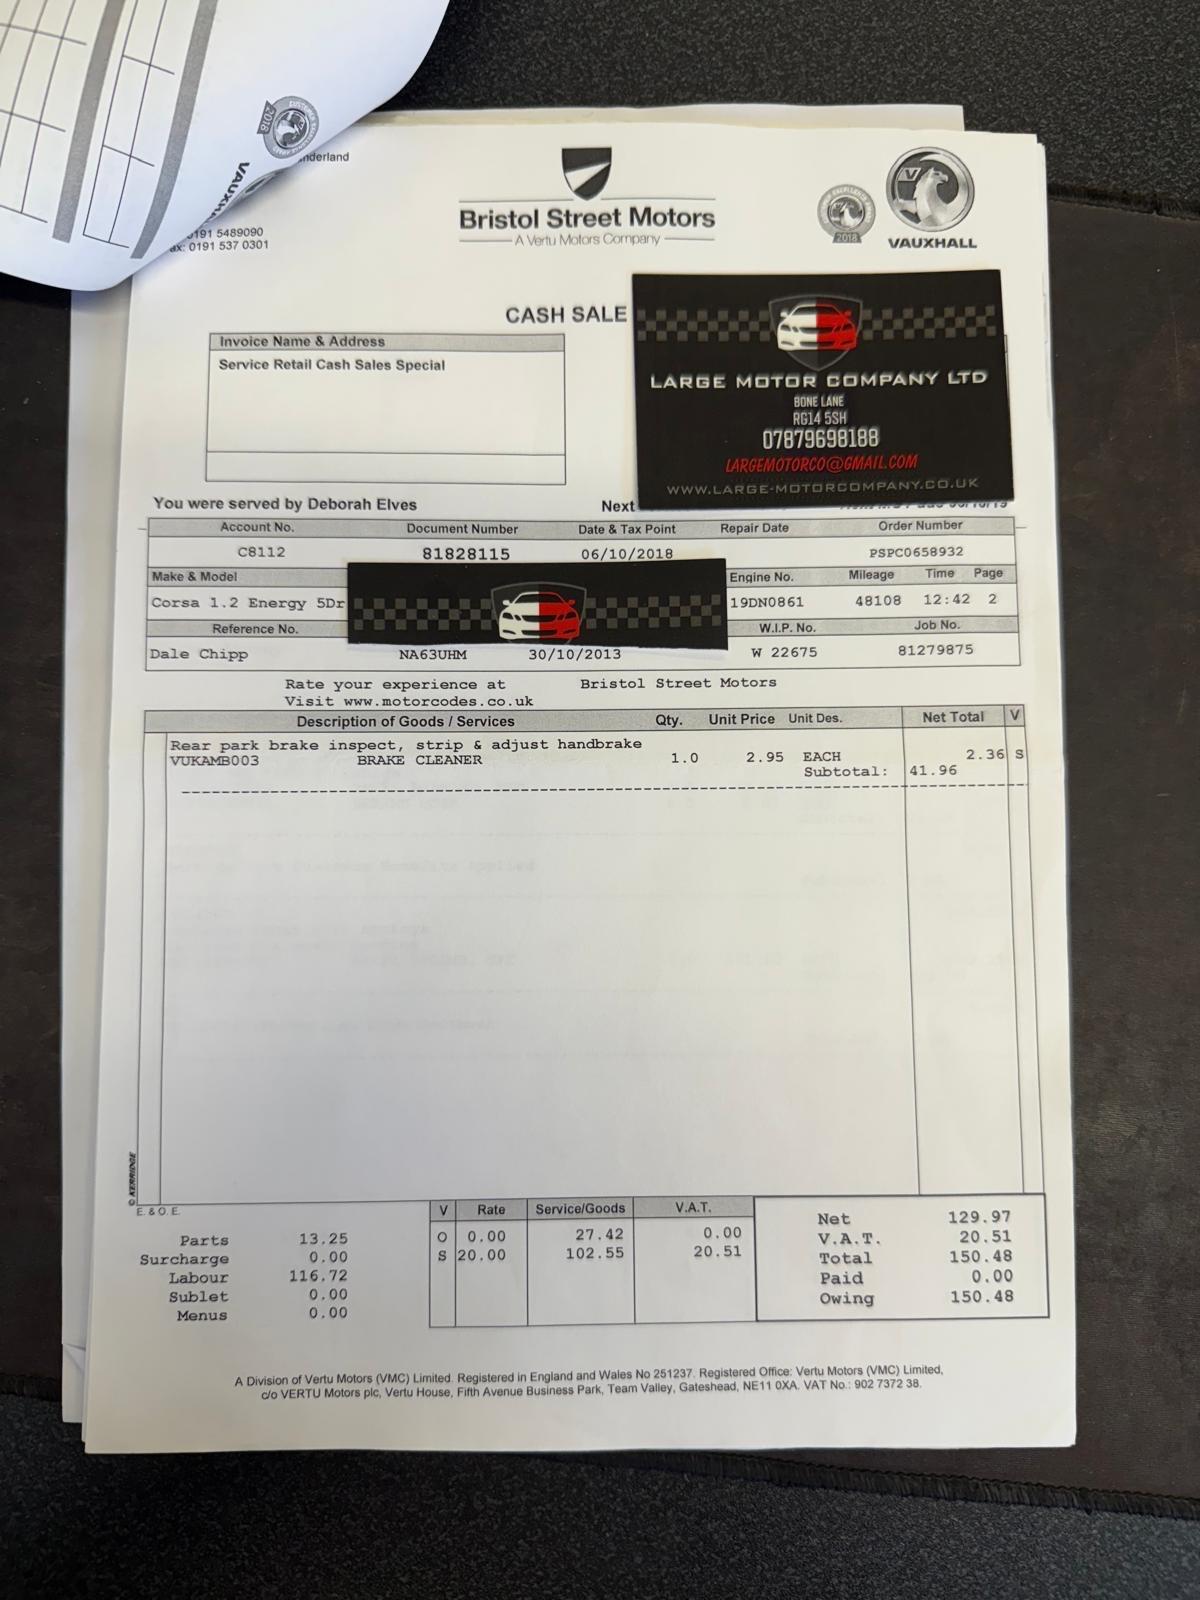 2018
VAUXH
nderland
0191 5489090
ax: 0191 537 0301
Bristol Street Motors
A Vertu Motors Company
2018
VAUXHALL
CASH SALE
Invoice Name & Address
Service Retail Cash Sales Special
LARGE MOTOR COMPANY LTD
BONE LANE
RG14 5SH
07879698188
LARGEMOTORCO@GMAIL.COM
WWW.LARGE-MOTORCOMPANY.CO.UK
You were served by Deborah Elves Next
Account No. Document Number Date & Tax Point Repair Date Order Number
C8112 81828115 06/10/2018 PSPC0658932
Make & Model Engine No. Mileage Time Page
Corsa 1.2 Energy 5Dr 19DN0861 48108 12:42 2
Reference No. W.I.P. No. Job No.
Dale Chipp NA63UHM 30/10/2013 W 22675 81279875
Rate your experience at Bristol Street Motors
Visit www.motorcodes.co.uk
Description of Goods / Services Qty. Unit Price Unit Des. Net Total V
Rear park brake inspect, strip & adjust handbrake
VUKAMB003 BRAKE CLEANER 1.0 2.95 EACH 2.36 S
Subtotal: 41.96
© KERRIDGE
E. & O. E.
V Rate Service/Goods V.A.T.
O 0.00 27.42 0.00
S 20.00 102.55 20.51
Parts 13.25
Surcharge 0.00
Labour 116.72
Sublet 0.00
Menus 0.00
Net 129.97
V.A.T. 20.51
Total 150.48
Paid 0.00
Owing 150.48
A Division of Vertu Motors (VMC) Limited. Registered in England and Wales No 251237. Registered Office: Vertu Motors (VMC) Limited,
c/o VERTU Motors plc, Vertu House, Fifth Avenue Business Park, Team Valley, Gateshead, NE11 0XA. VAT No.: 902 7372 38.